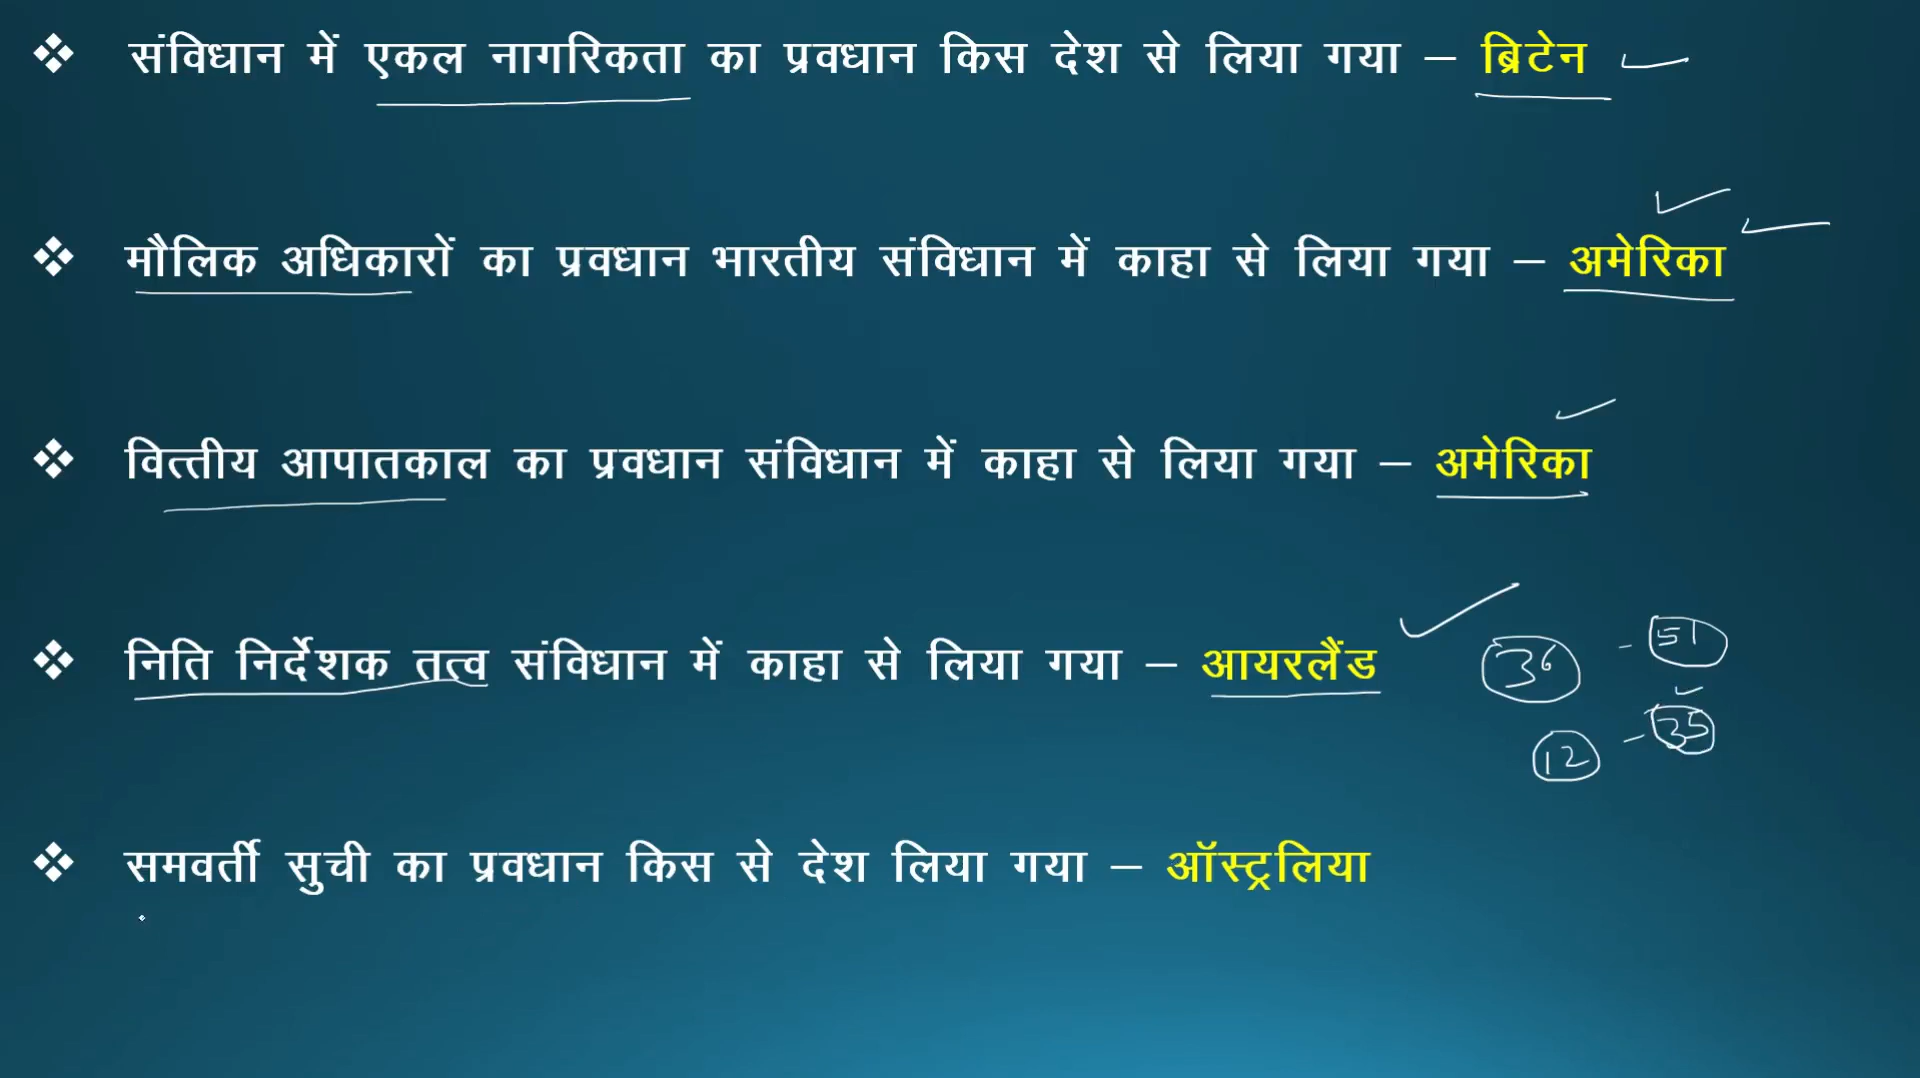 ❖ संविधान में एकल नागरिकता का प्रवधान किस देश से लिया गया – ब्रिटेन
❖ मौलिक अधिकारों का प्रवधान भारतीय संविधान में काहा से लिया गया – अमेरिका
❖ वित्तीय आपातकाल का प्रवधान संविधान में काहा से लिया गया – अमेरिका
❖ निति निर्देशक तत्व संविधान में काहा से लिया गया – आयरलैंड
36 – 51
12 – 35
❖ समवर्ती सुची का प्रवधान किस से देश लिया गया – ऑस्ट्रलिया